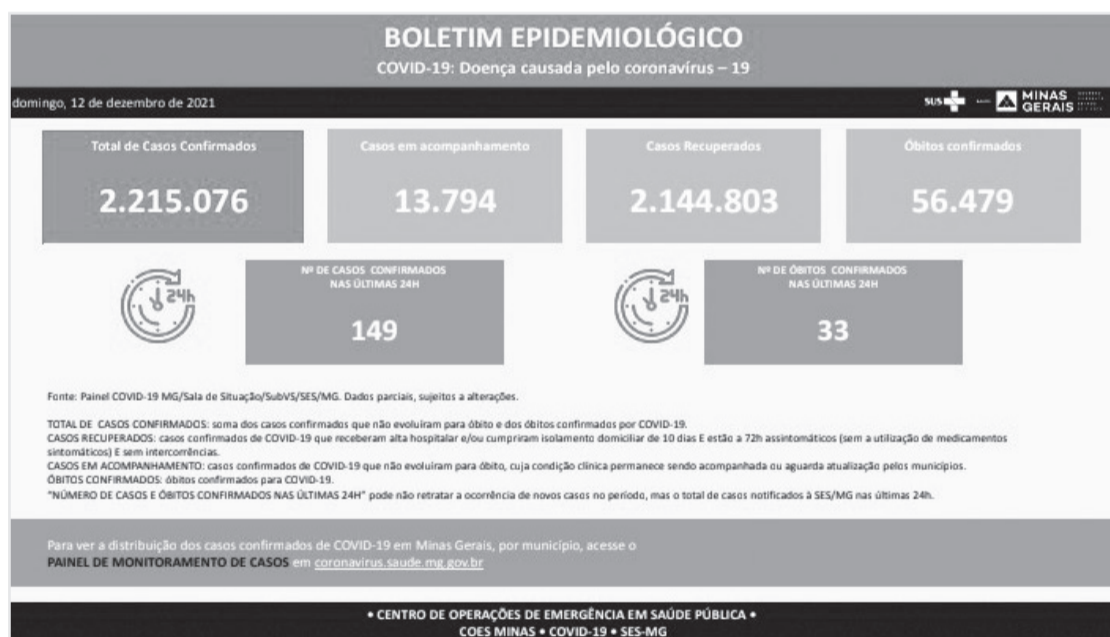 BOLETIM EPIDEMIOLÓGICO
COVID-19: Doença causada pelo coronavírus – 19
domingo, 12 de dezembro de 2021
SUS
MINAS
GERAIS
Total de Casos Confirmados
2.215.076
Casos em acompanhamento
13.794
Casos Recuperados
2.144.803
Óbitos confirmados
56.479
24h
Nº DE CASOS CONFIRMADOS
NAS ÚLTIMAS 24H
149
24h
Nº DE ÓBITOS CONFIRMADOS
NAS ÚLTIMAS 24H
33
Fonte: Painel COVID-19 MG/Sala de Situação/SubVS/SES/MG. Dados parciais, sujeitos a alterações.
TOTAL DE CASOS CONFIRMADOS: soma dos casos confirmados que não evoluíram para óbito e dos óbitos confirmados por COVID-19.
CASOS RECUPERADOS: casos confirmados de COVID-19 que receberam alta hospitalar e/ou cumpriram isolamento domiciliar de 10 dias E estão a 72h assintomáticos (sem a utilização de medicamentos
sintomáticos) E sem intercorrências.
CASOS EM ACOMPANHAMENTO: casos confirmados de COVID-19 que não evoluíram para óbito, cuja condição clínica permanece sendo acompanhada ou aguarda atualização pelos municípios.
ÓBITOS CONFIRMADOS: óbitos confirmados para COVID-19.
"NÚMERO DE CASOS E ÓBITOS CONFIRMADOS NAS ÚLTIMAS 24H" pode não retratar a ocorrência de novos casos no período, mas o total de casos notificados à SES/MG nas últimas 24h.
Para ver a distribuição dos casos confirmados de COVID-19 em Minas Gerais, por município, acesse o
PAINEL DE MONITORAMENTO DE CASOS em coronavirus.saude.mg.gov.br
• CENTRO DE OPERAÇÕES DE EMERGÊNCIA EM SAÚDE PÚBLICA •
COES MINAS • COVID-19 • SES-MG